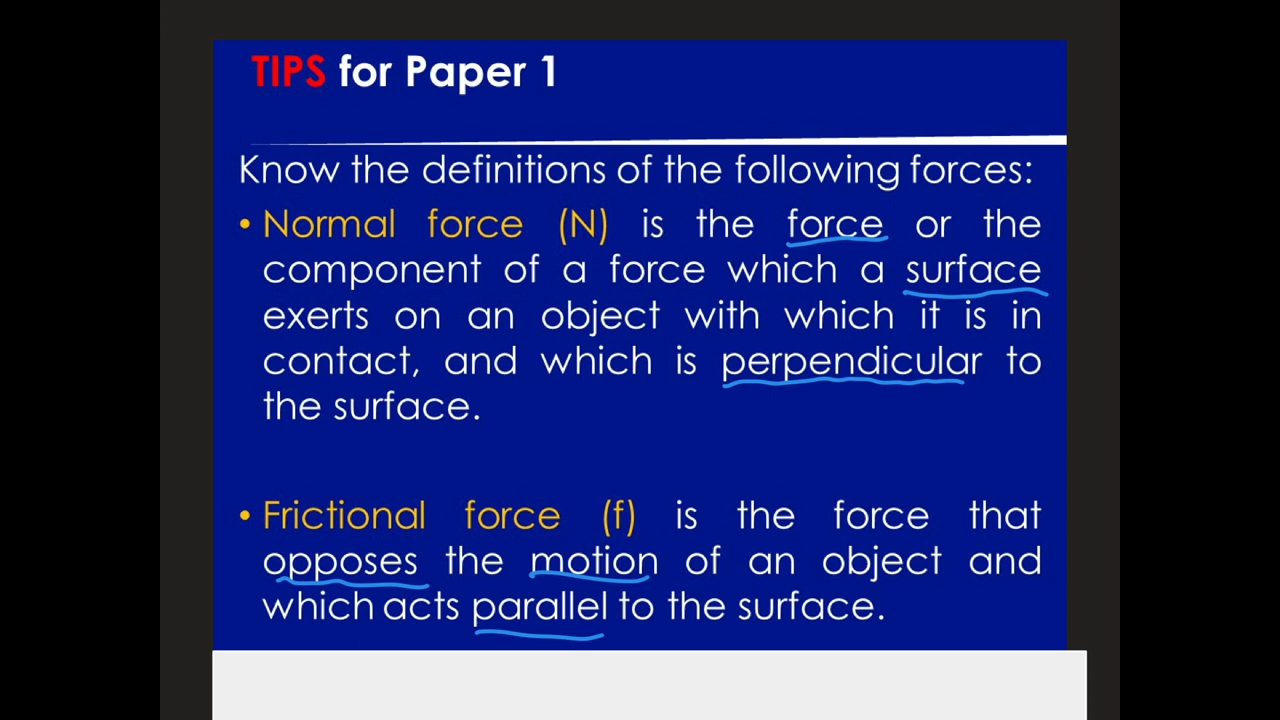 TIPS for Paper 1
Know the definitions of the following forces:
• Normal force (N) is the force or the
component of a force which a surface
exerts on an object with which it is in
contact, and which is perpendicular to
the surface.
• Frictional force (f) is the force that
opposes the motion of an object and
which acts parallel to the surface.